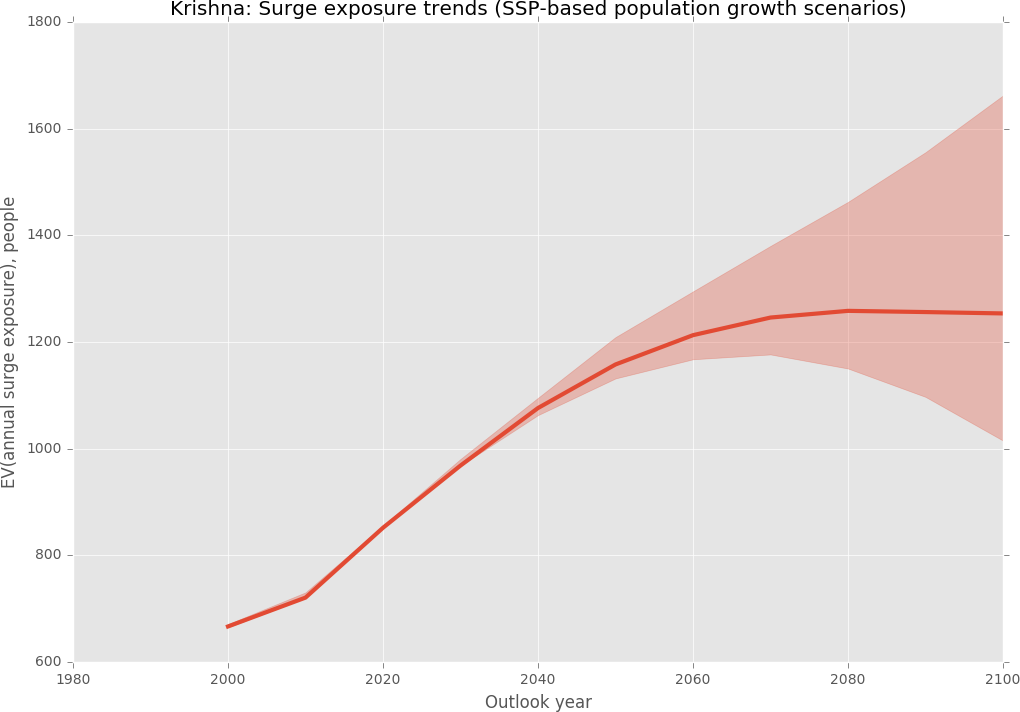 Krishna: Surge exposure trends (SSP-based population growth scenarios)
1800
1600
1400
1200
1000
800
600
EV(annual surge exposure), people
1980 2000 2020 2040 2060 2080 2100
Outlook year